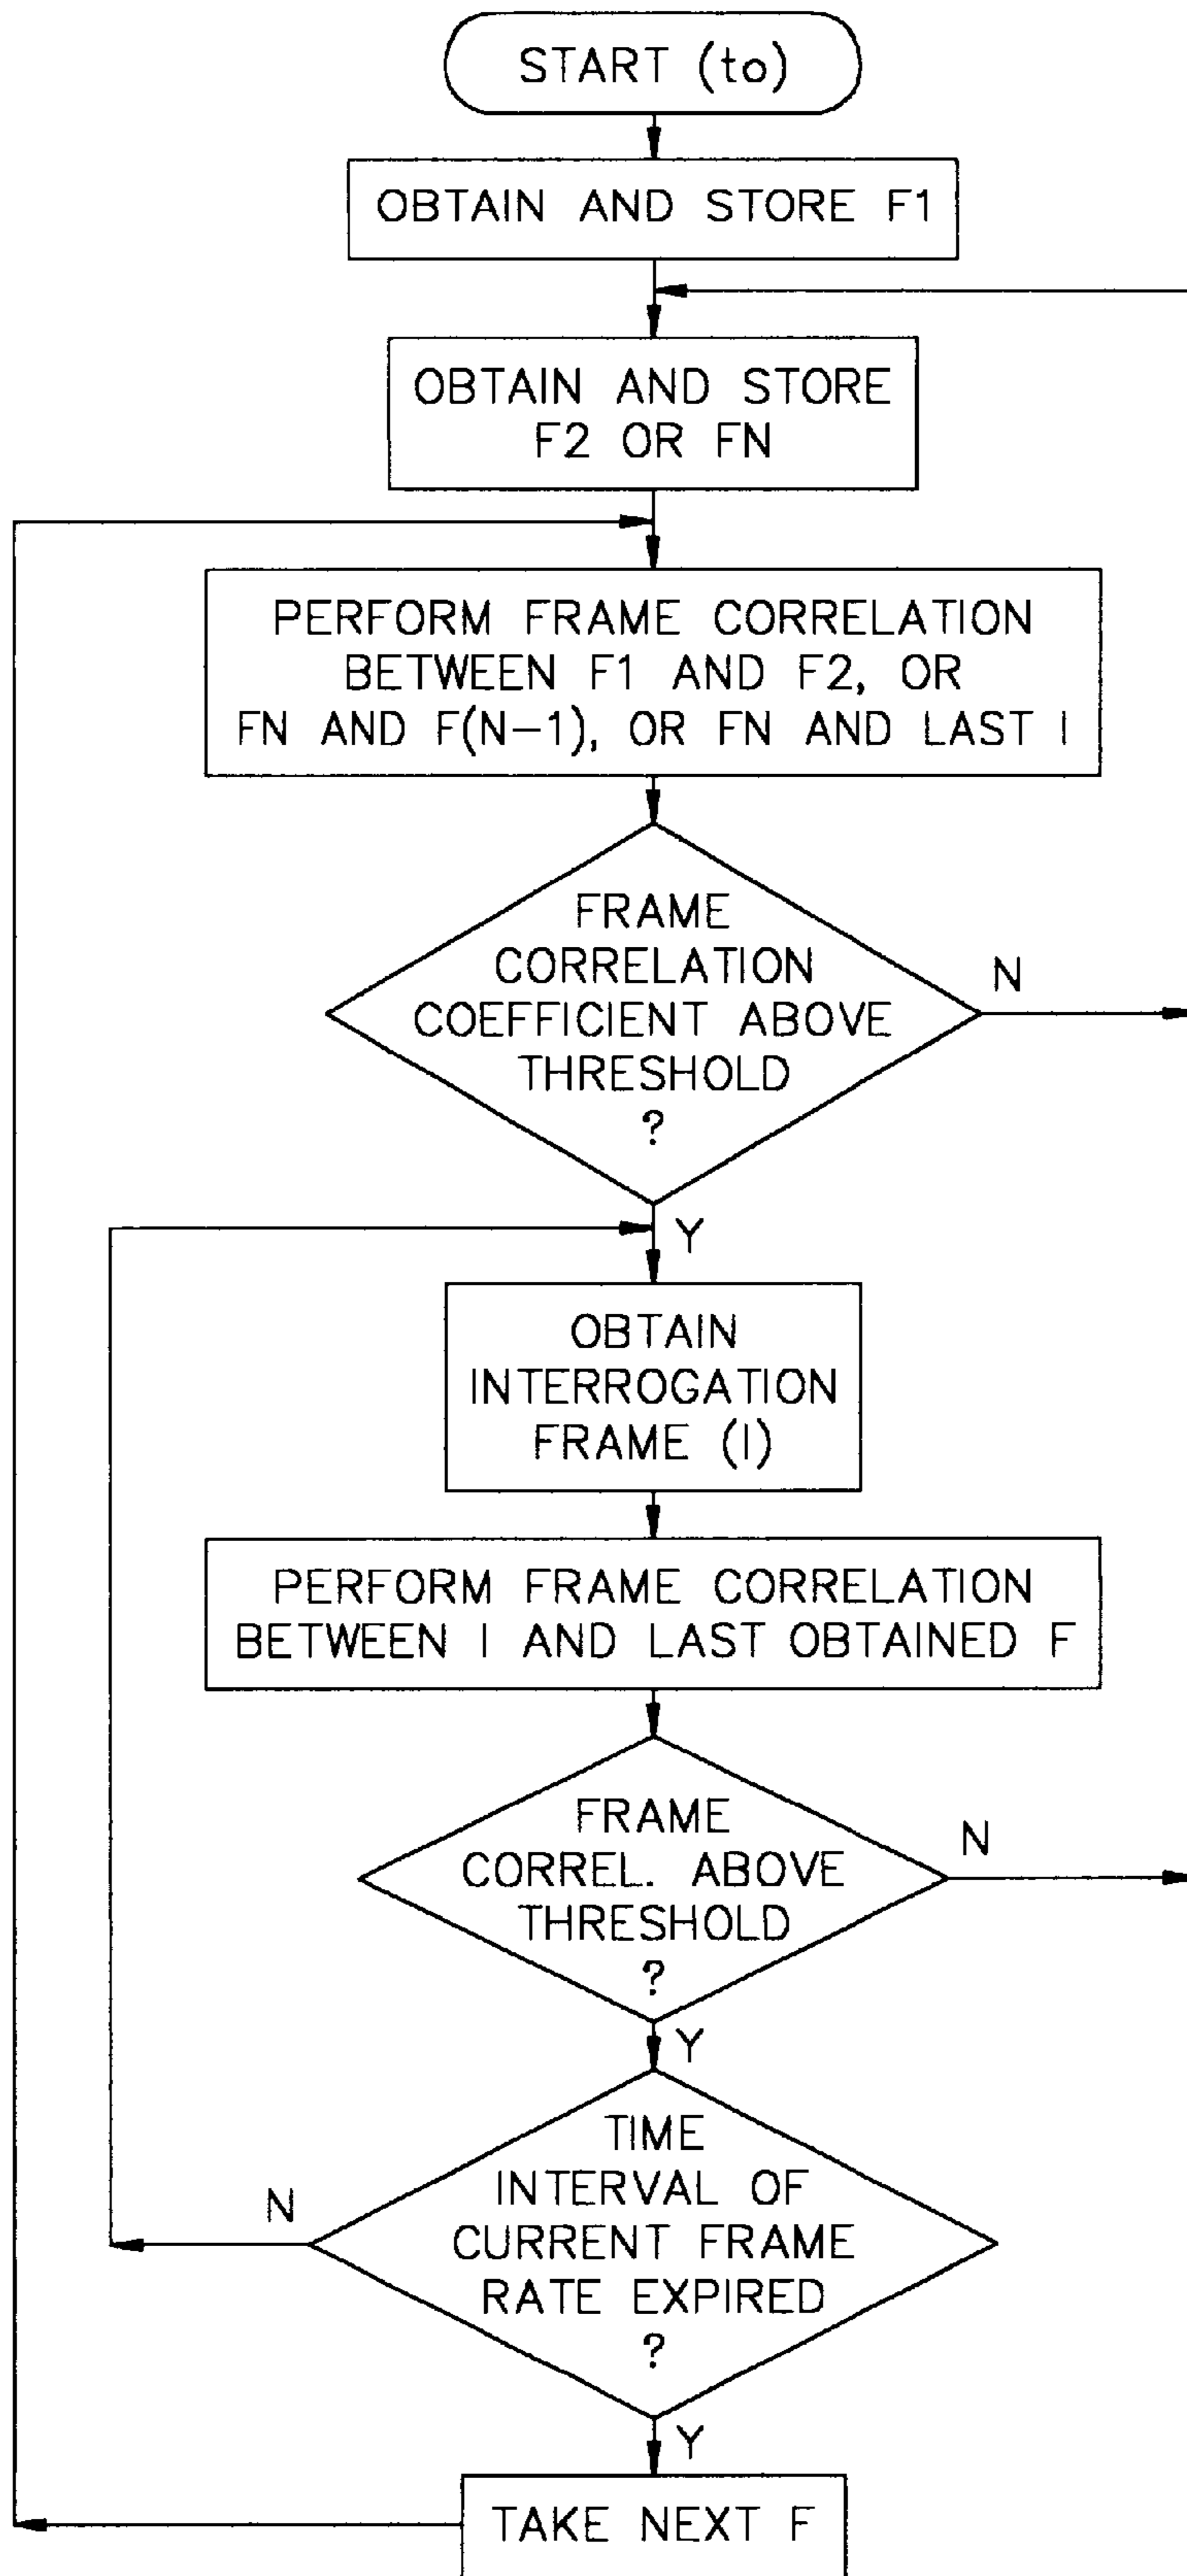 START (to)
OBTAIN AND STORE F1
OBTAIN AND STORE
F2 OR FN
PERFORM FRAME CORRELATION
BETWEEN F1 AND F2, OR
FN AND F(N-1), OR FN AND LAST I
FRAME
CORRELATION
COEFFICIENT ABOVE
THRESHOLD
?
N
Y
OBTAIN
INTERROGATION
FRAME (I)
PERFORM FRAME CORRELATION
BETWEEN I AND LAST OBTAINED F
FRAME
CORREL. ABOVE
THRESHOLD
?
N
Y
TIME
INTERVAL OF
CURRENT FRAME
RATE EXPIRED
?
N
Y
TAKE NEXT F